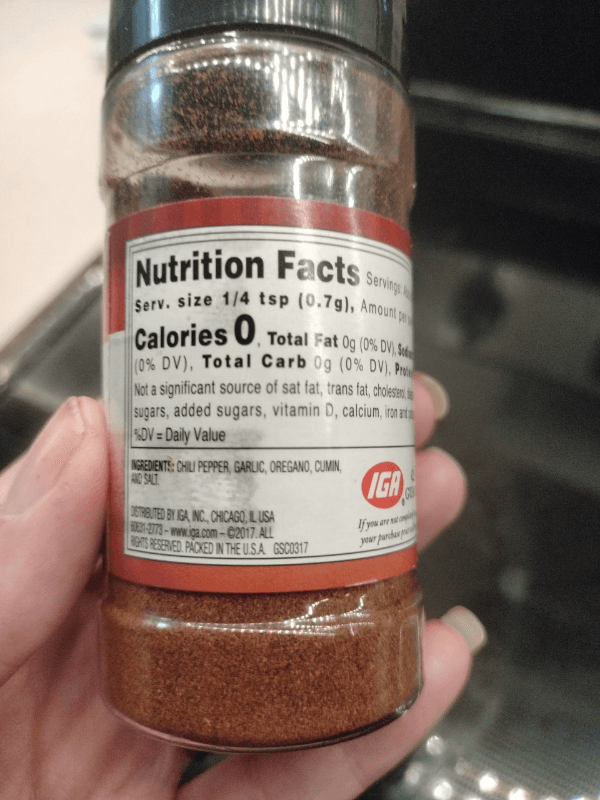 Nutrition Facts Servings:
Serv. size 1/4 tsp (0.7g), Amount per
Calories 0, Total Fat 0g (0% DV),
(0% DV), Total Carb 0g (0% DV),
Not a significant source of sat fat, trans fat, cholesterol,
sugars, added sugars, vitamin D, calcium, iron and
%DV = Daily Value
INGREDIENTS: CHILI PEPPER, GARLIC, OREGANO, CUMIN,
AND SALT.
IGA
DISTRIBUTED BY IGA, INC., CHICAGO, IL USA
60631-2773 - www.iga.com - ©2017. ALL
RIGHTS RESERVED. PACKED IN THE U.S.A. GSC0317
If you are not
your purchase